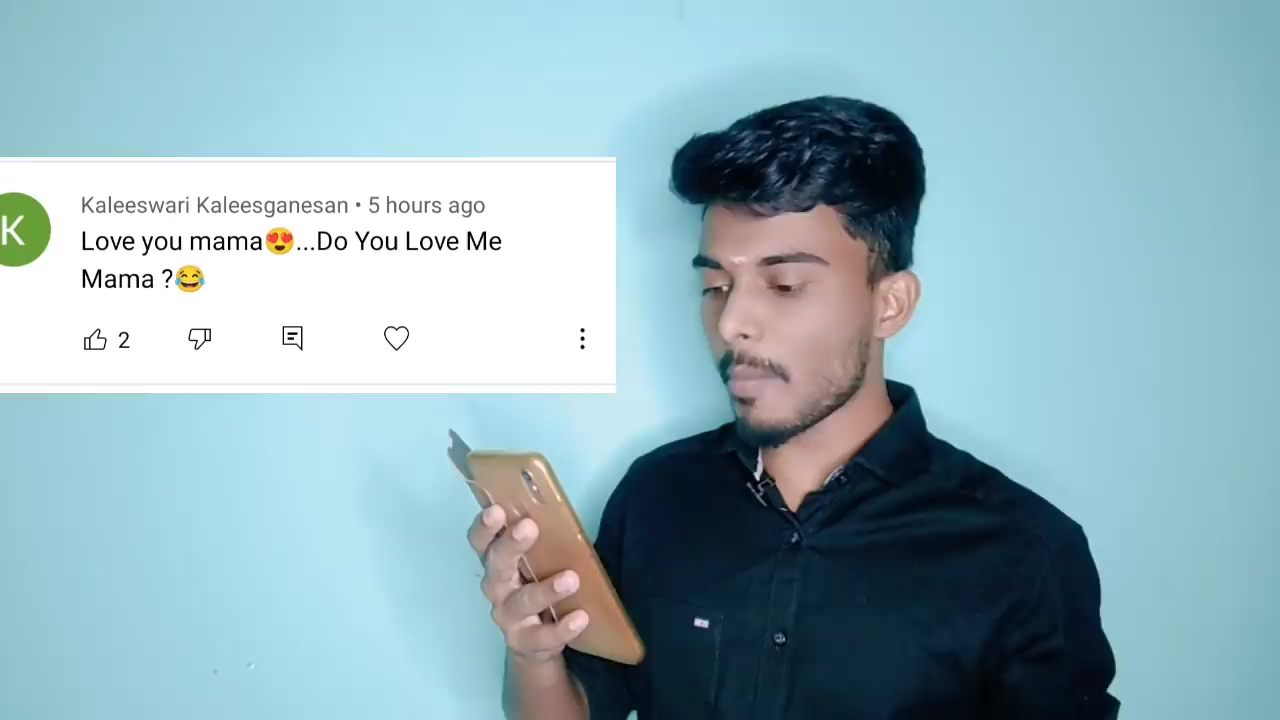 K
Kaleeswari Kaleesganesan • 5 hours ago
Love you mama😍...Do You Love Me
Mama ?😂
2